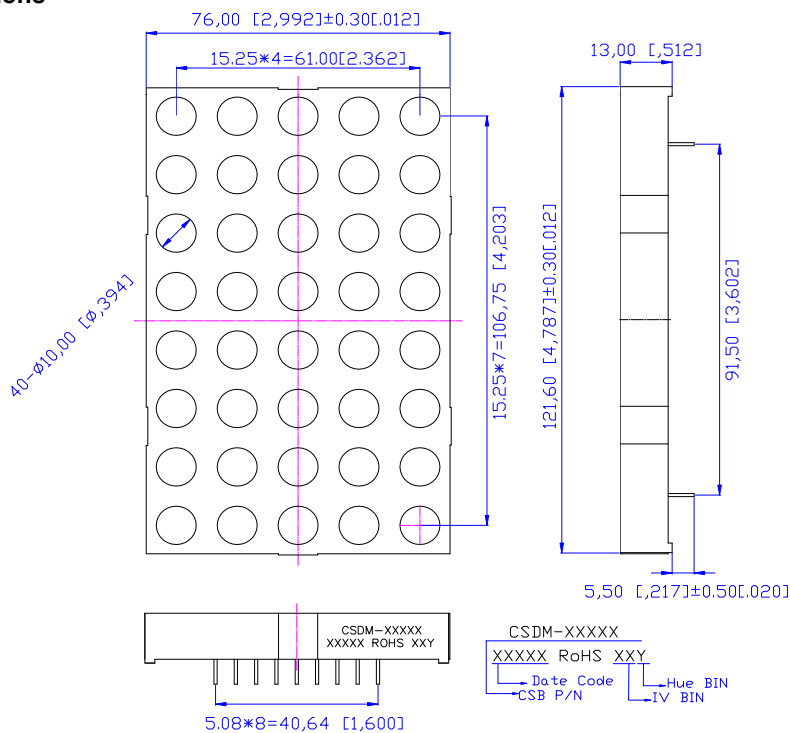 76,00 [2,992]±0.30[.012]
15.25*4=61.00[2.362]
13,00 [,512]
15.25*7=106,75 [4,203]
121,60 [4,787]±0.30[.012]
91,50 [3,602]
40-Ø10,00 [Ø,394]
5,50 [,217]±0.50[.020]
CSDM-XXXXX
XXXXX ROHS XXY
5.08*8=40,64 [1,600]
CSDM-XXXXX
XXXXX RoHS XXY
Date Code
Hue BIN
CSB P/N
IV BIN